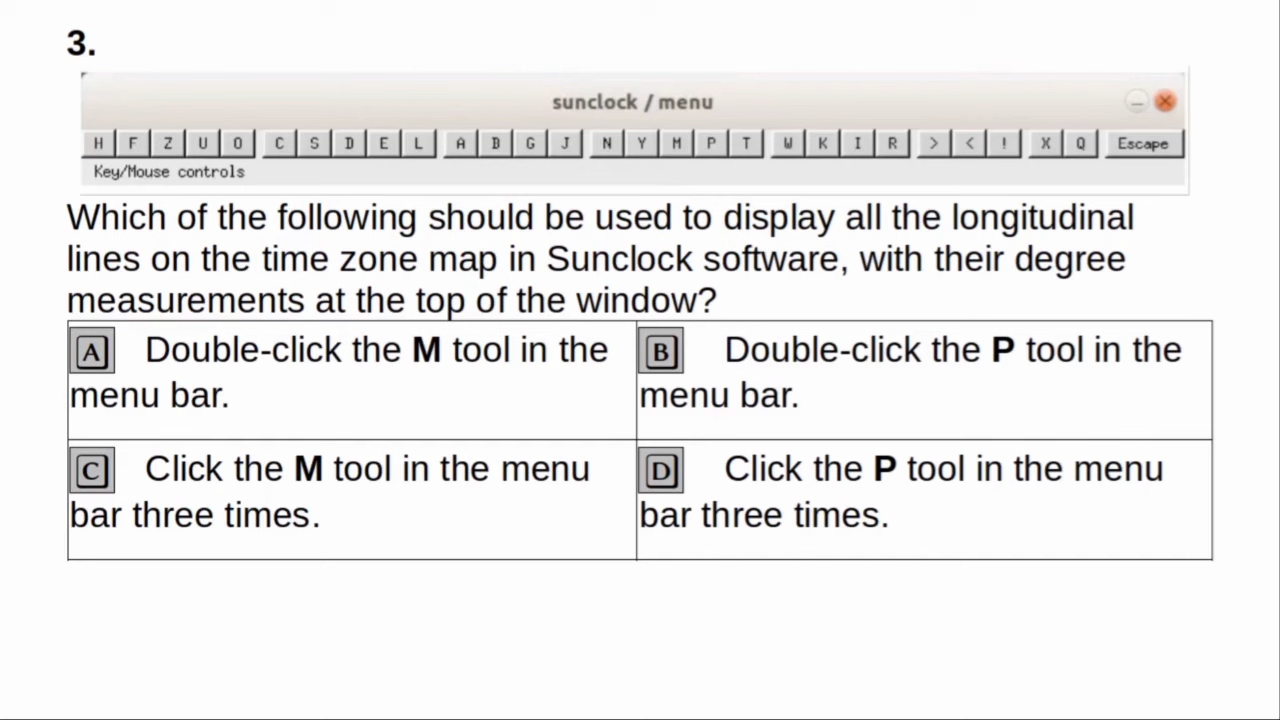 3.
sunclock / menu
H F Z U O C S D E L A B G J N Y M P T W K I R > < ! X Q Escape
Key/Mouse controls
Which of the following should be used to display all the longitudinal
lines on the time zone map in Sunclock software, with their degree
measurements at the top of the window?
A Double-click the M tool in the
menu bar.
B Double-click the P tool in the
menu bar.
C Click the M tool in the menu
bar three times.
D Click the P tool in the menu
bar three times.